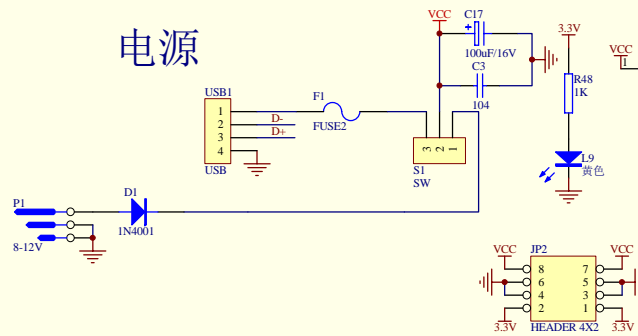 电源
VCC
C17
100uF/16V
C3
104
3.3V
R48
1K
L9
黄色
VCC
1
USB1
1
2
3
4
D-
D+
USB
F1
FUSE2
3
2
1
S1
SW
P1
8-12V
D1
1N4001
JP2
VCC
VCC
8 7
6 5
4 3
2 1
3.3V
3.3V
HEADER 4X2